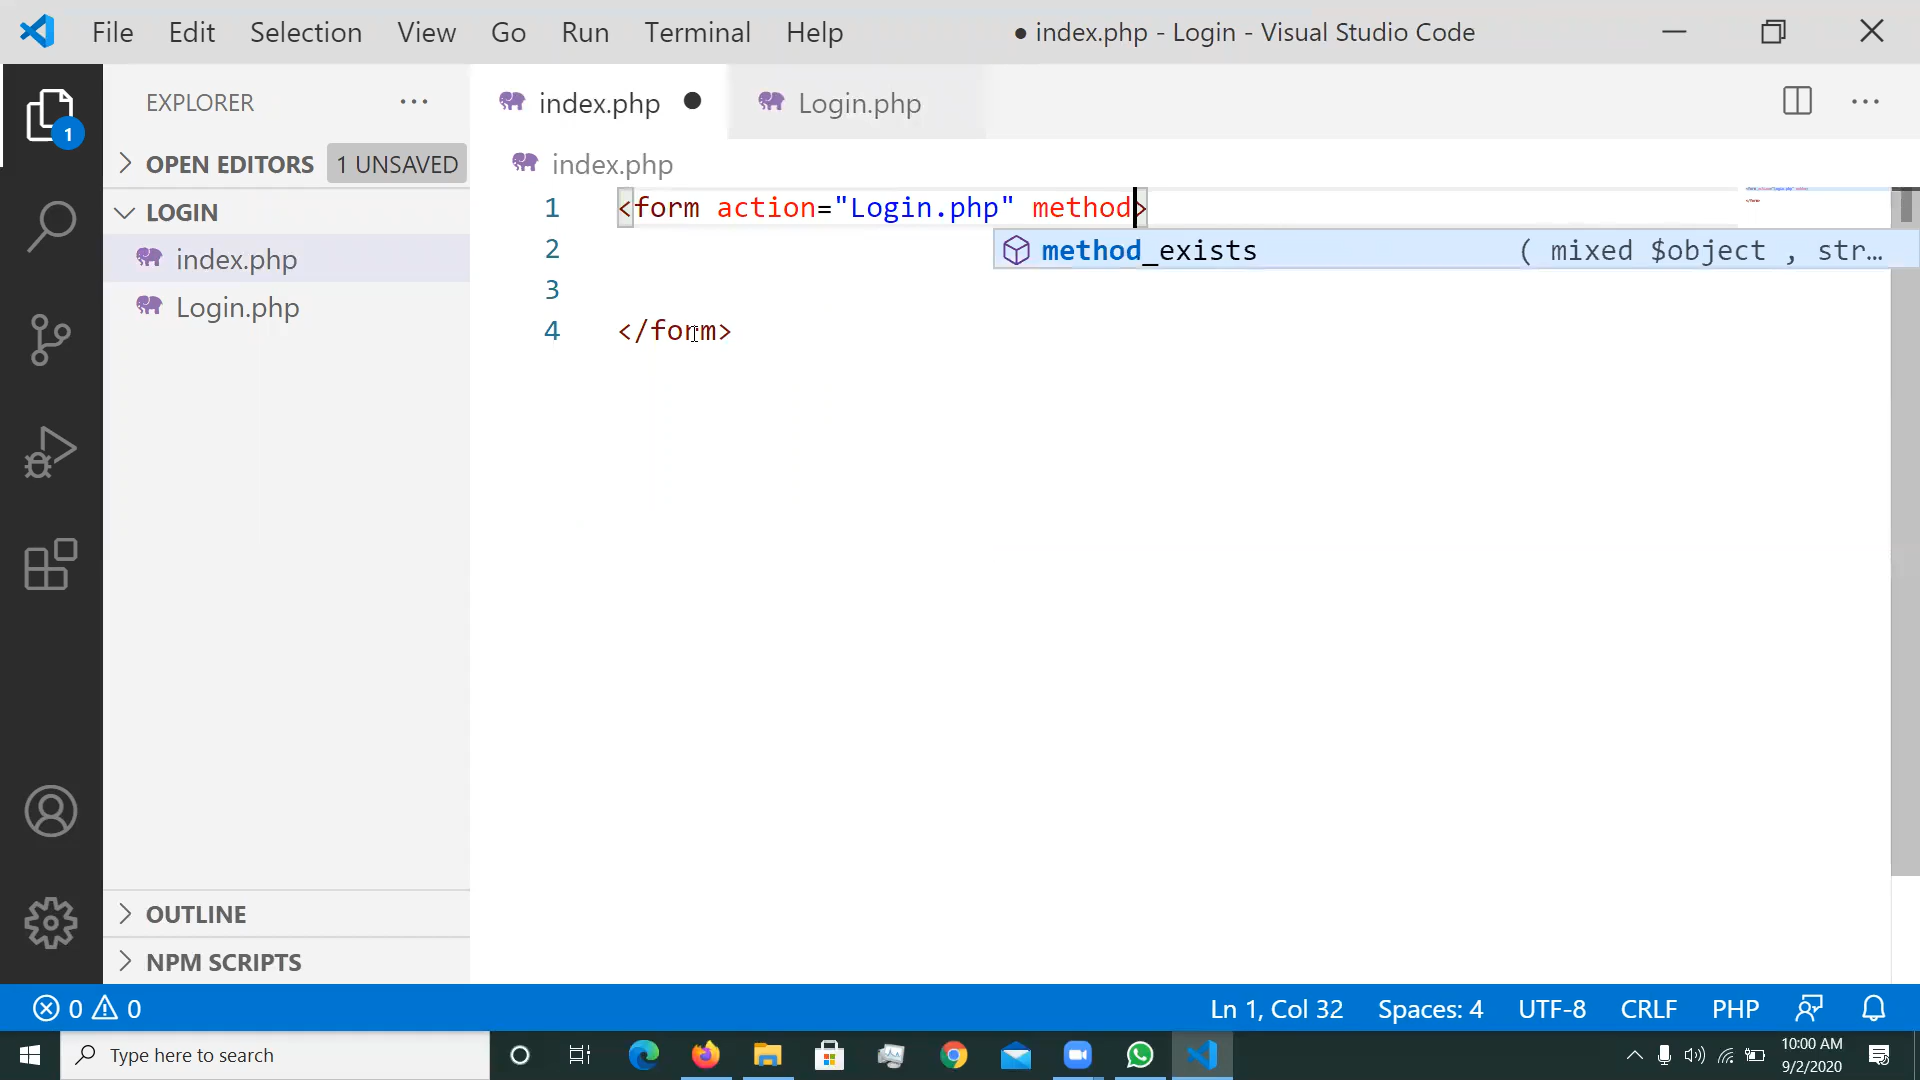 File Edit Selection View Go Run Terminal Help
● index.php - Login - Visual Studio Code
EXPLORER
index.php
Login.php
OPEN EDITORS 1 UNSAVED
index.php
LOGIN
index.php
Login.php
1 <form action="Login.php" method>
method_exists ( mixed $object , str…
2
3
4 </form>
1
OUTLINE
NPM SCRIPTS
0 0
Ln 1, Col 32 Spaces: 4 UTF-8 CRLF PHP
Type here to search
10:00 AM
9/2/2020